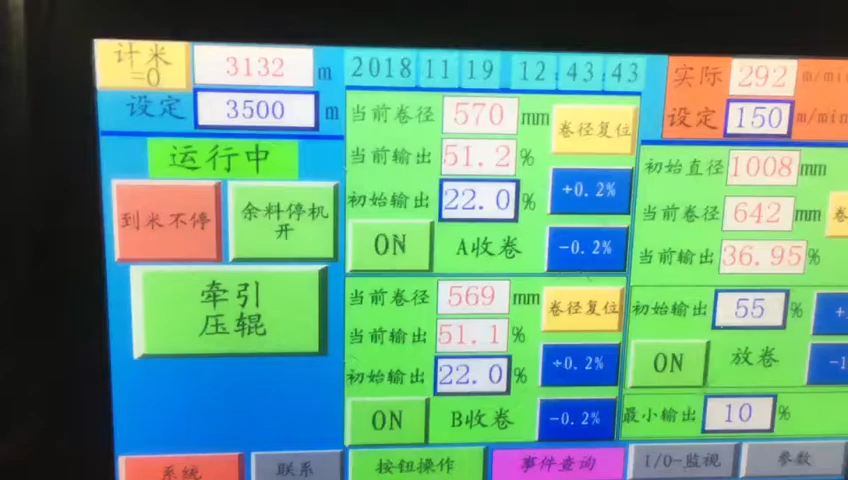 计米 =0 3132 m
设定 3500 m
运行中
到米不停
余料停机
开
牵引
压辊
2018 11 19 12:43:43
当前卷径 570 mm 卷径复位
当前输出 51.2 %
初始输出 22.0 % +0.2%
ON A收卷 -0.2%
当前卷径 569 mm 卷径复位
当前输出 51.1 %
初始输出 22.0 % +0.2%
ON B收卷 -0.2%
实际 292 m/min
设定 150 m/min
初始直径 1008 mm
当前卷径 642 mm 卷
当前输出 36.95 %
初始输出 55 %
ON 放卷
最小输出 10 %
系统 联系 按钮操作 事件查询 I/O-监视 参数